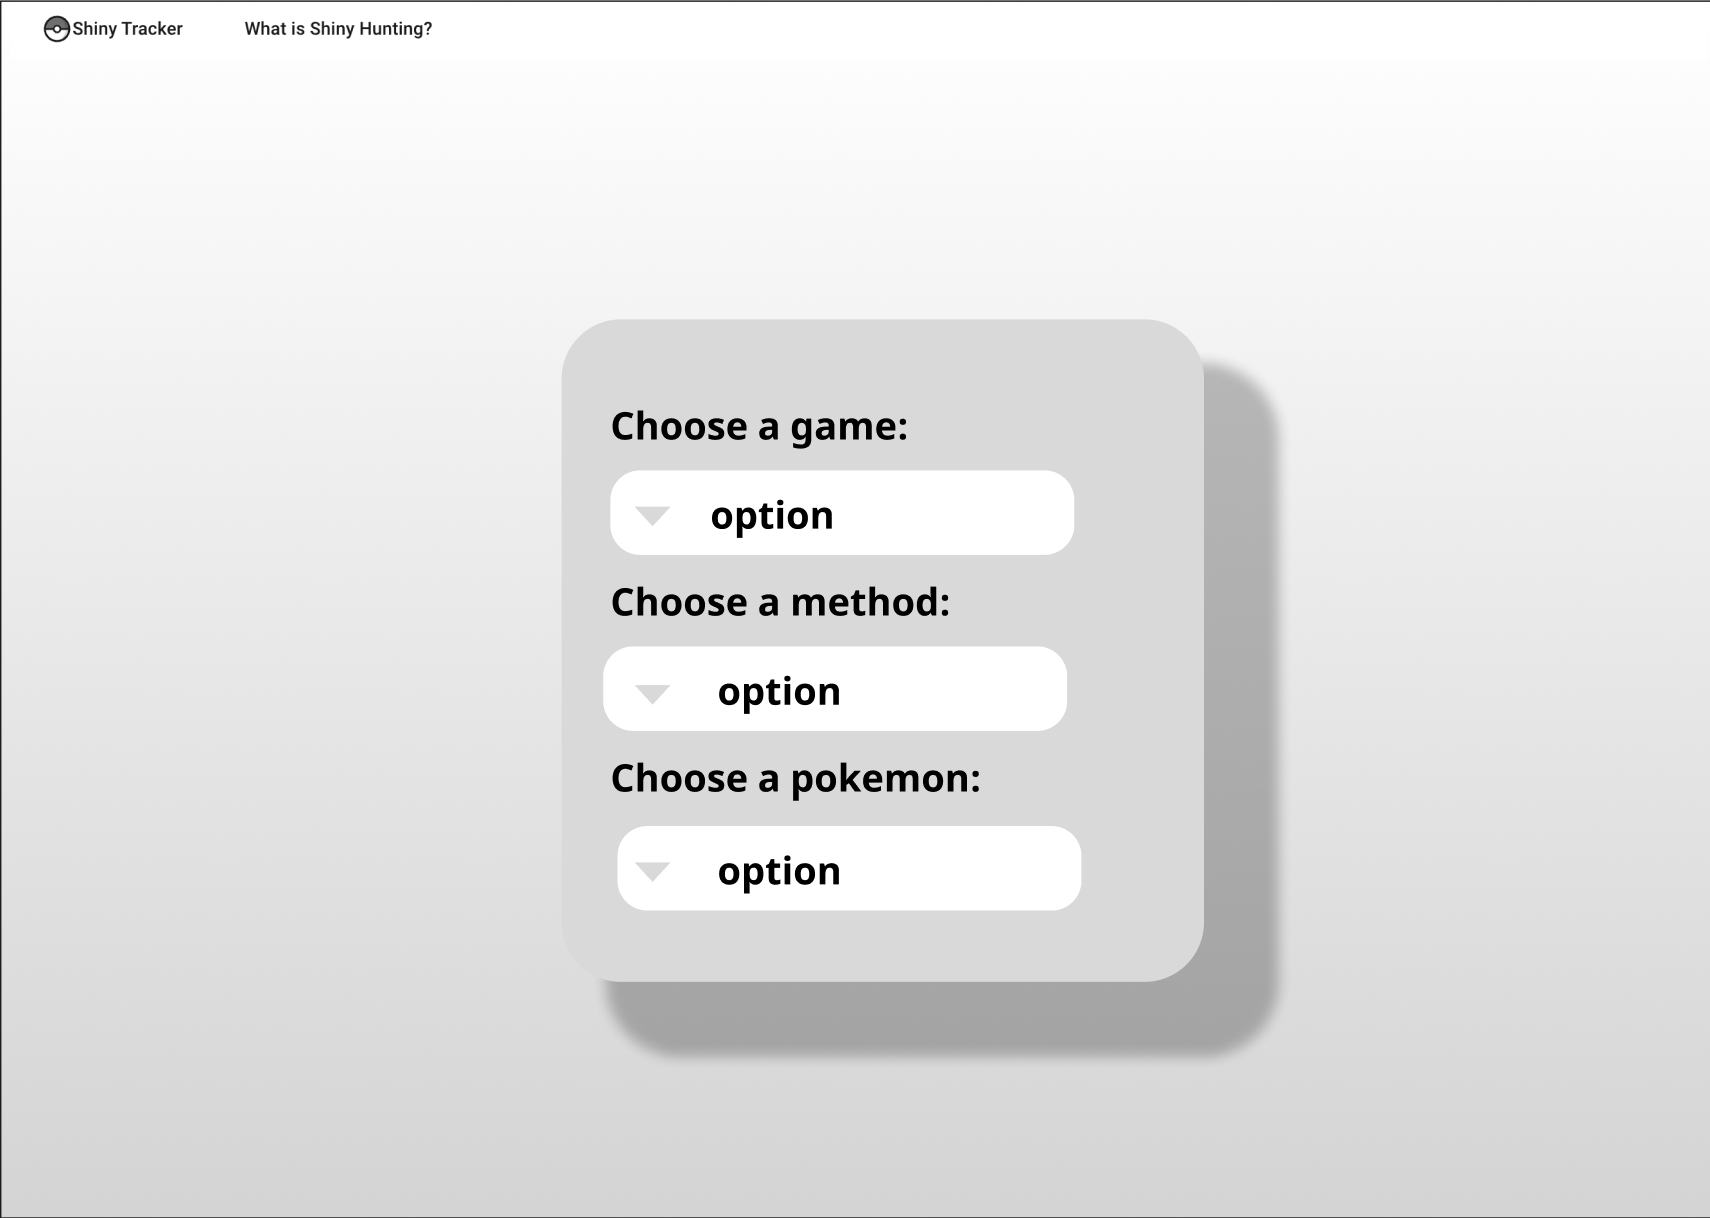 Shiny Tracker
What is Shiny Hunting?
Choose a game:
option
Choose a method:
option
Choose a pokemon:
option